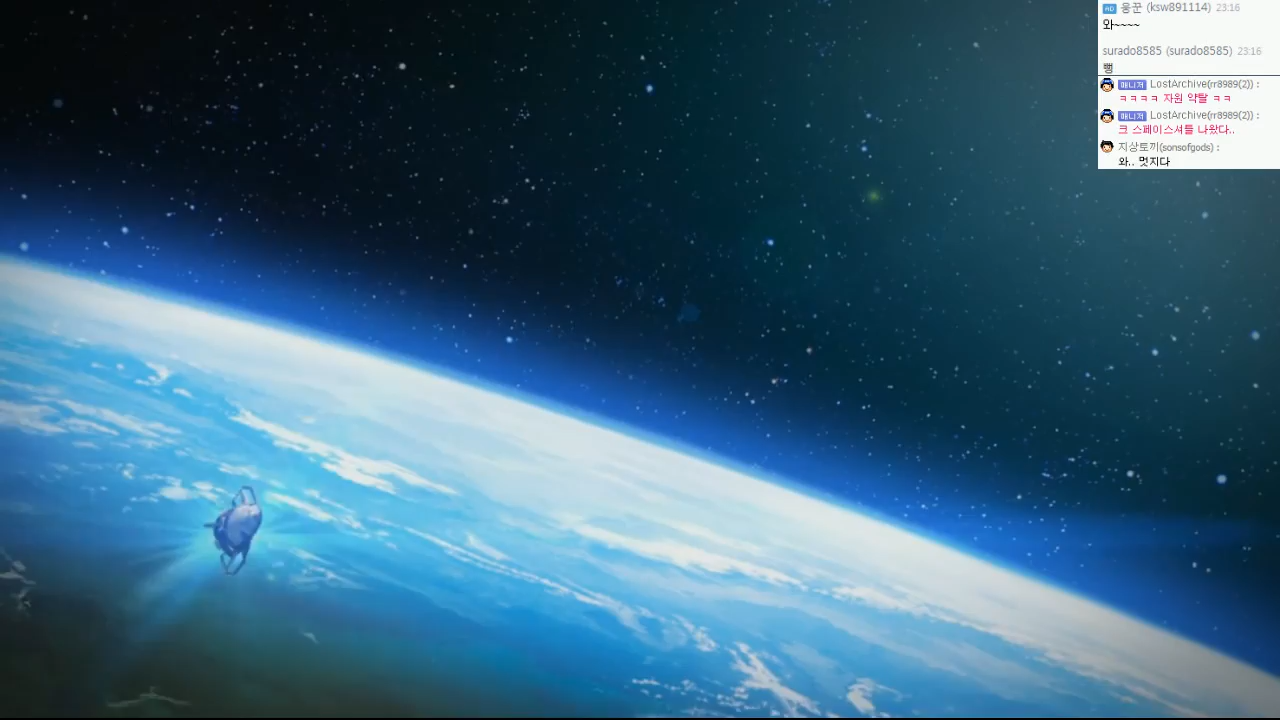 AD 웅꾼 (ksw891114) 23:16
와~~~~
surado8585 (surado8585) 23:16
뻥
매니저 LostArchive(rr8989(2)) :
ㅋㅋㅋㅋ 자원 약탈 ㅋㅋ
매니저 LostArchive(rr8989(2)) :
크 스페이스셔틀 나왔다..
지상토끼(sonsofgods) :
와.. 멋지다